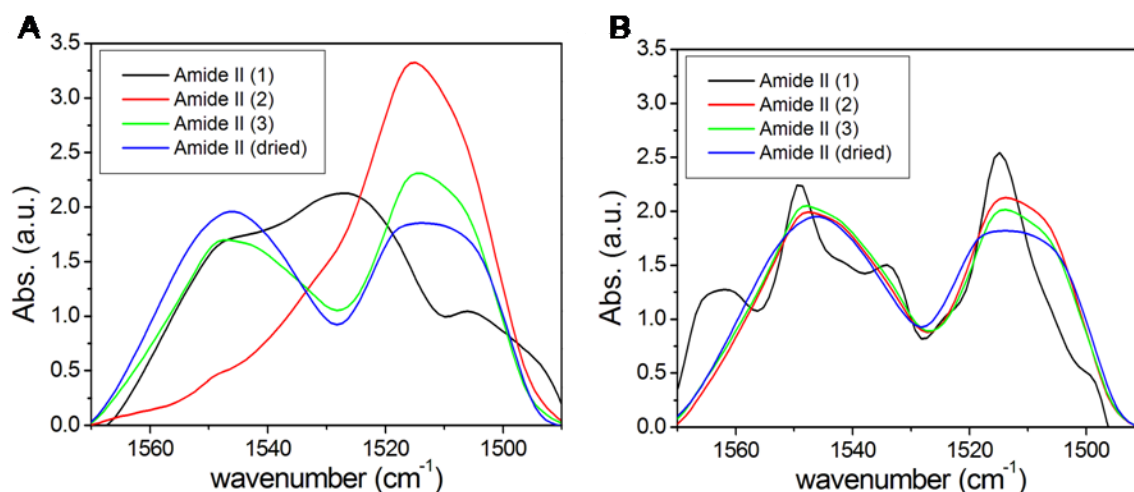 A
3.5
3.0
2.5
2.0
1.5
1.0
0.5
0.0
Abs. (a.u.)
Amide II (1)
Amide II (2)
Amide II (3)
Amide II (dried)
1560 1540 1520 1500
wavenumber (cm⁻¹)
B
3.5
3.0
2.5
2.0
1.5
1.0
0.5
0.0
Abs. (a.u.)
Amide II (1)
Amide II (2)
Amide II (3)
Amide II (dried)
1560 1540 1520 1500
wavenumber (cm⁻¹)